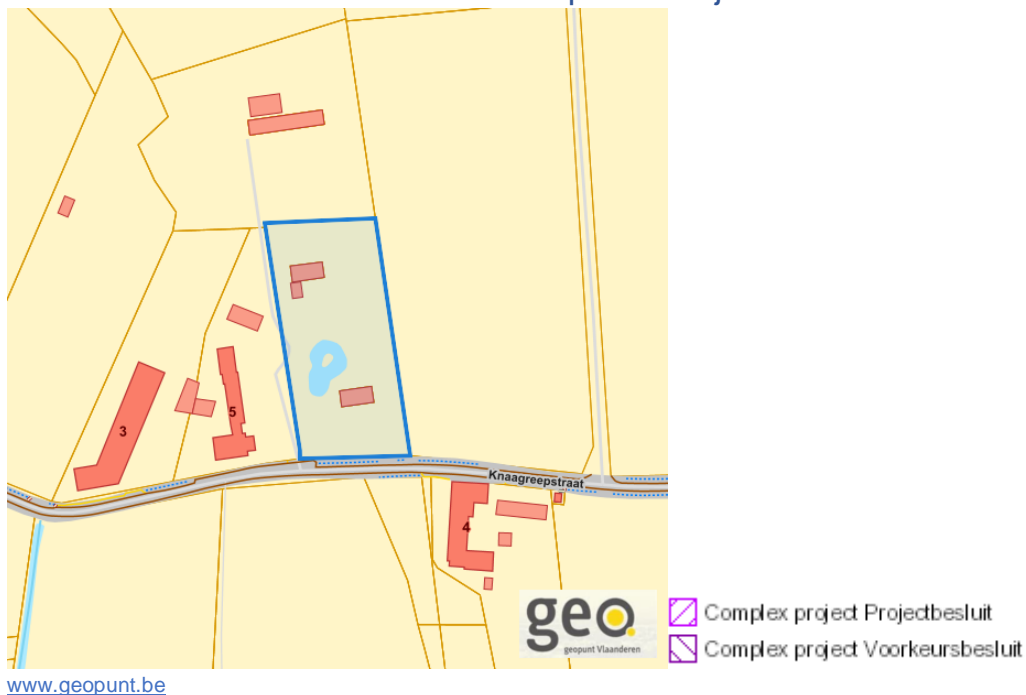 3
5
Knaagreepstraat
4
geo.
geopunt Vlaanderen
Complex project Projectbesluit
Complex project Voorkeursbesluit
www.geopunt.be